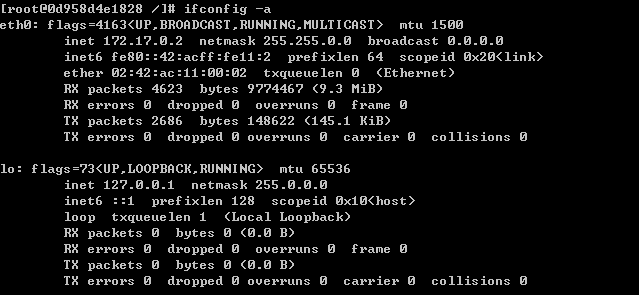 [root@0d958d4e1828 /]# ifconfig -a
eth0: flags=4163<UP,BROADCAST,RUNNING,MULTICAST>  mtu 1500
        inet 172.17.0.2  netmask 255.255.0.0  broadcast 0.0.0.0
        inet6 fe80::42:acff:fe11:2  prefixlen 64  scopeid 0x20<link>
        ether 02:42:ac:11:00:02  txqueuelen 0  (Ethernet)
        RX packets 4623  bytes 9774467 (9.3 MiB)
        RX errors 0  dropped 0  overruns 0  frame 0
        TX packets 2686  bytes 148622 (145.1 KiB)
        TX errors 0  dropped 0 overruns 0  carrier 0  collisions 0

lo: flags=73<UP,LOOPBACK,RUNNING>  mtu 65536
        inet 127.0.0.1  netmask 255.0.0.0
        inet6 ::1  prefixlen 128  scopeid 0x10<host>
        loop  txqueuelen 1  (Local Loopback)
        RX packets 0  bytes 0 (0.0 B)
        RX errors 0  dropped 0  overruns 0  frame 0
        TX packets 0  bytes 0 (0.0 B)
        TX errors 0  dropped 0 overruns 0  carrier 0  collisions 0